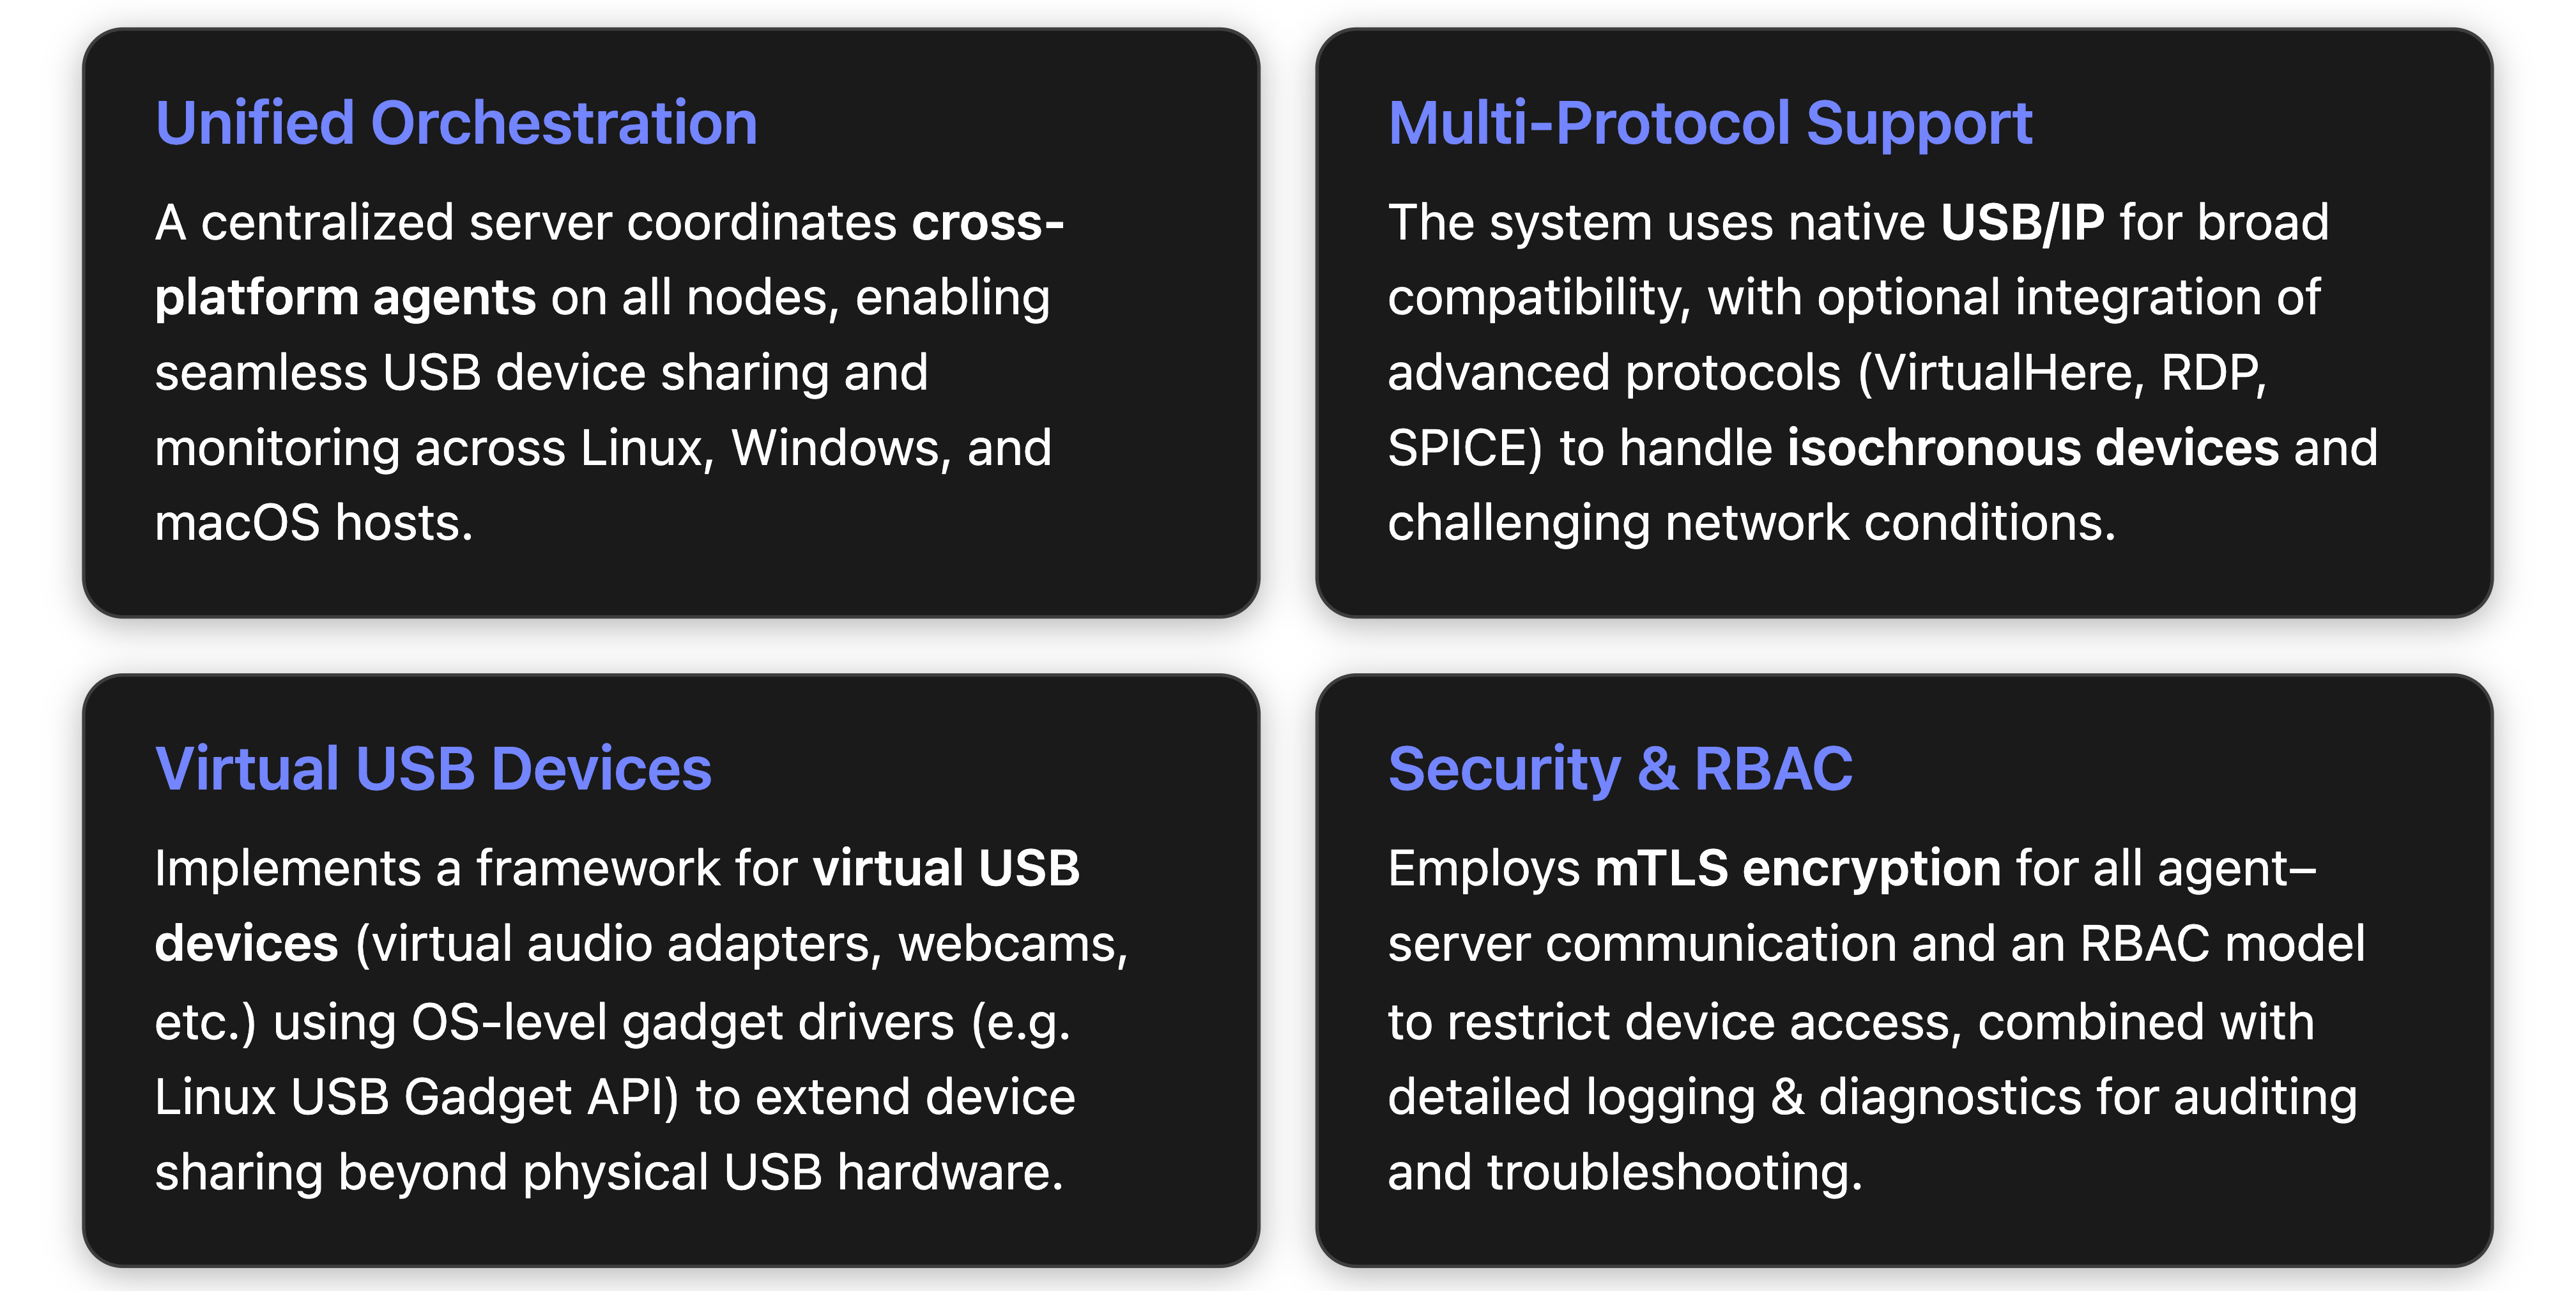 Unified Orchestration
A centralized server coordinates cross-
platform agents on all nodes, enabling
seamless USB device sharing and
monitoring across Linux, Windows, and
macOS hosts.
Multi-Protocol Support
The system uses native USB/IP for broad
compatibility, with optional integration of
advanced protocols (VirtualHere, RDP,
SPICE) to handle isochronous devices and
challenging network conditions.
Virtual USB Devices
Implements a framework for virtual USB
devices (virtual audio adapters, webcams,
etc.) using OS-level gadget drivers (e.g.
Linux USB Gadget API) to extend device
sharing beyond physical USB hardware.
Security & RBAC
Employs mTLS encryption for all agent–
server communication and an RBAC model
to restrict device access, combined with
detailed logging & diagnostics for auditing
and troubleshooting.